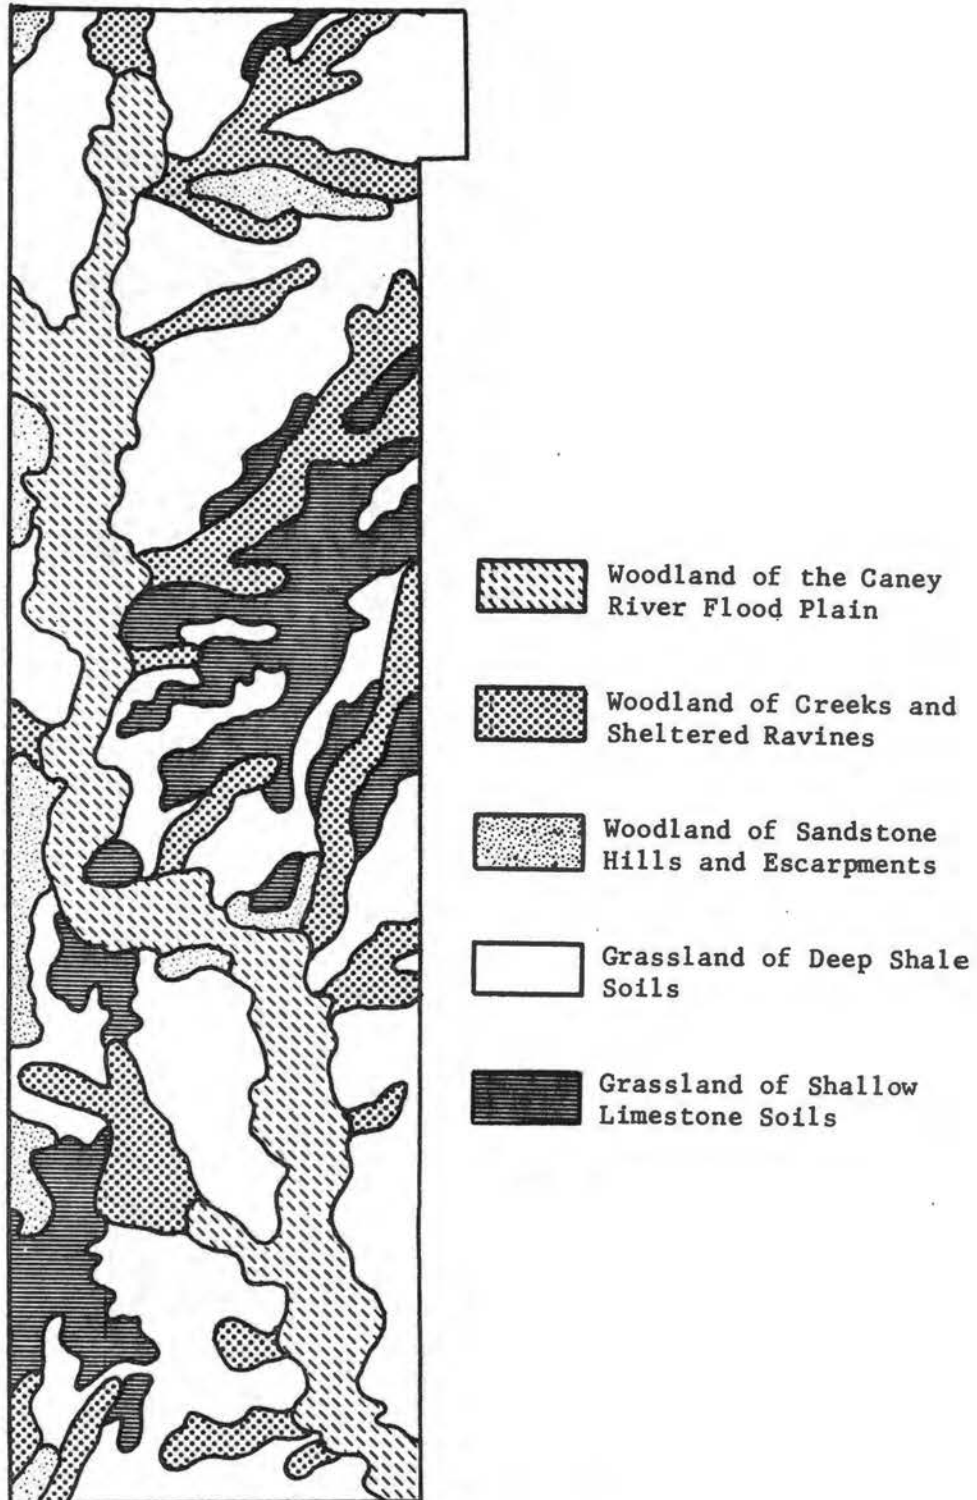 Woodland of the Caney
River Flood Plain
Woodland of Creeks and
Sheltered Ravines
Woodland of Sandstone
Hills and Escarpments
Grassland of Deep Shale
Soils
Grassland of Shallow
Limestone Soils